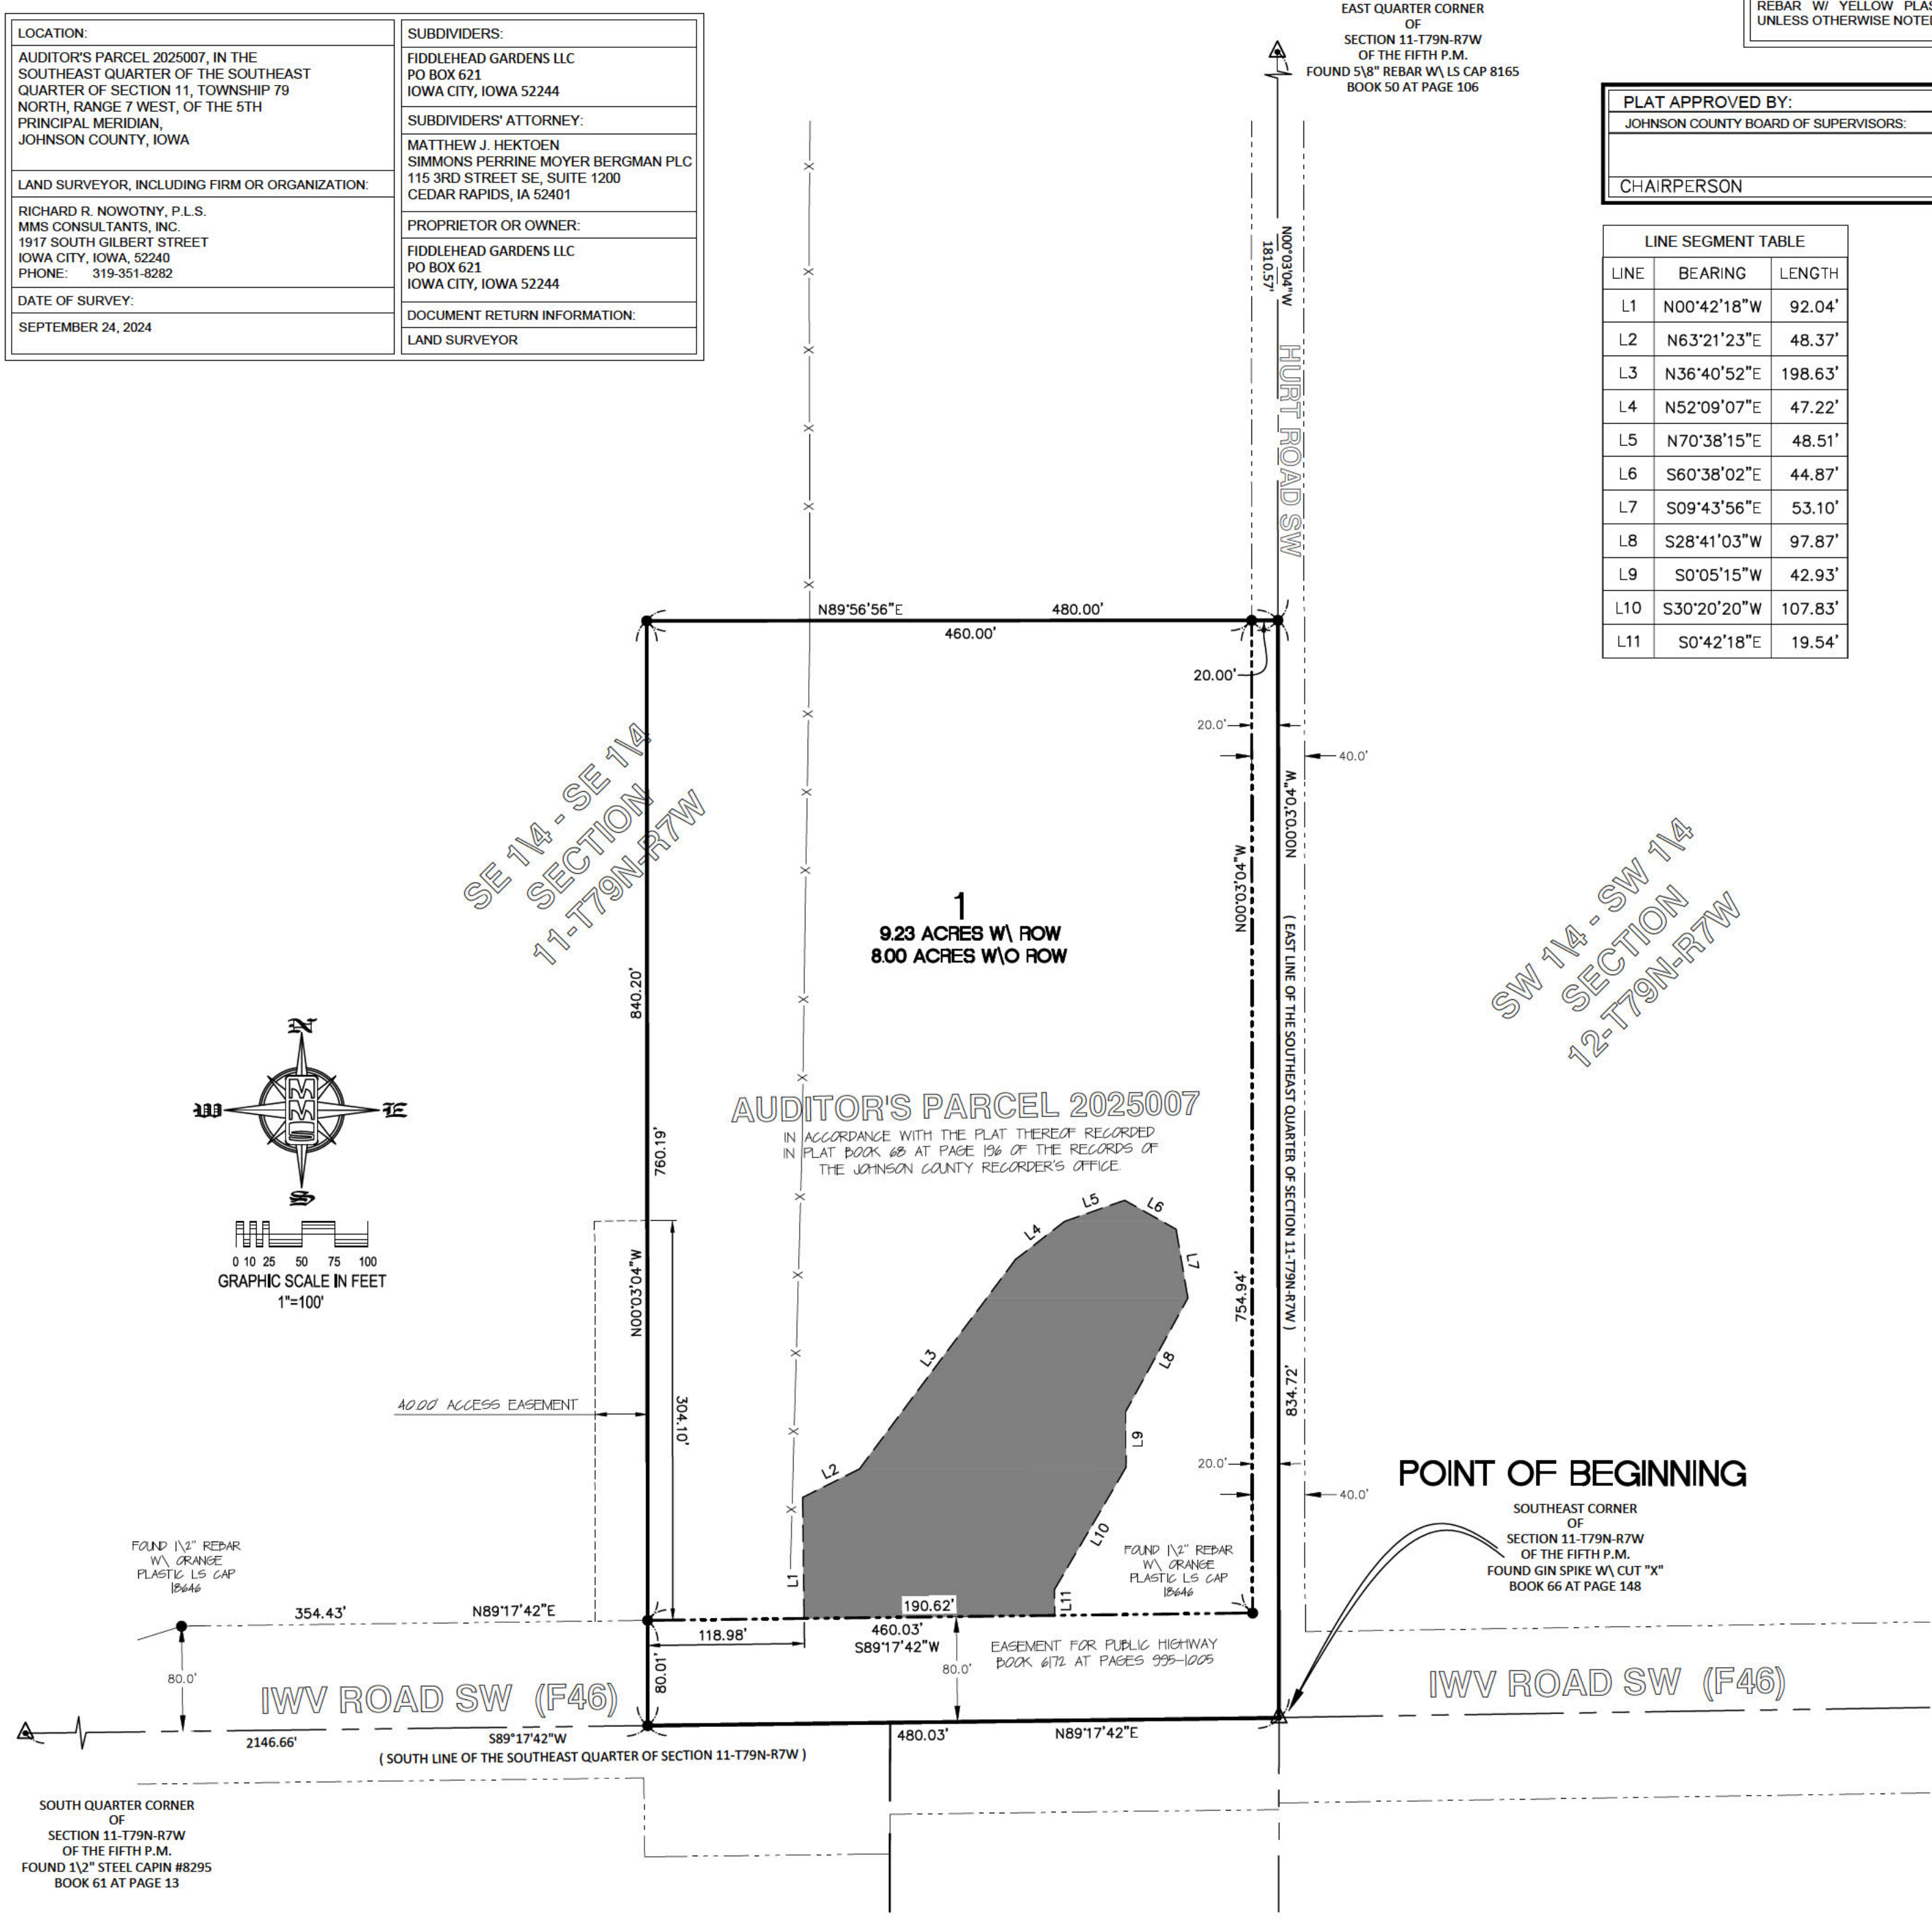 LOCATION:
AUDITOR'S PARCEL 2025007, IN THE
SOUTHEAST QUARTER OF THE SOUTHEAST
QUARTER OF SECTION 11, TOWNSHIP 79
NORTH, RANGE 7 WEST, OF THE 5TH
PRINCIPAL MERIDIAN,
JOHNSON COUNTY, IOWA
LAND SURVEYOR, INCLUDING FIRM OR ORGANIZATION:
RICHARD R. NOWOTNY, P.L.S.
MMS CONSULTANTS, INC.
1917 SOUTH GILBERT STREET
IOWA CITY, IOWA, 52240
PHONE: 319-351-8282
DATE OF SURVEY:
SEPTEMBER 24, 2024
SUBDIVIDERS:
FIDDLEHEAD GARDENS LLC
PO BOX 621
IOWA CITY, IOWA 52244
SUBDIVIDERS' ATTORNEY:
MATTHEW J. HEKTOEN
SIMMONS PERRINE MOYER BERGMAN PLC
115 3RD STREET SE, SUITE 1200
CEDAR RAPIDS, IA 52401
PROPRIETOR OR OWNER:
FIDDLEHEAD GARDENS LLC
PO BOX 621
IOWA CITY, IOWA 52244
DOCUMENT RETURN INFORMATION:
LAND SURVEYOR
EAST QUARTER CORNER
OF
SECTION 11-T79N-R7W
OF THE FIFTH P.M.
FOUND 5\8" REBAR W\ LS CAP 8165
BOOK 50 AT PAGE 106
REBAR W/ YELLOW
UNLESS OTHERWISE
PLAT APPROVED BY:
JOHNSON COUNTY BOARD OF SUPERVISORS:
CHAIRPERSON
LINE SEGMENT TABLE
LINE BEARING LENGTH
L1 N00°42'18"W 92.04'
L2 N63°21'23"E 48.37'
L3 N36°40'52"E 198.63'
L4 N52°09'07"E 47.22'
L5 N70°38'15"E 48.51'
L6 S60°38'02"E 44.87'
L7 S09°43'56"E 53.10'
L8 S28°41'03"W 97.87'
L9 S0°05'15"W 42.93'
L10 S30°20'20"W 107.83'
L11 S0°42'18"E 19.54'
N00°03'04"W
1810.57'
HURT ROAD SW
N89°56'56"E 480.00'
460.00'
20.00'
20.0'
40.0'
SE 1\4 - SE 1\4
SECTION
11-T79N-R7W
N00°03'04"W
N00°03'04"W
( EAST LINE OF THE SOUTHEAST QUARTER OF SECTION 11-T79N-R7W )
834.72'
754.94'
SW 1\4 - SW 1\4
SECTION
12-T79N-R7W
1
9.23 ACRES W\ ROW
8.00 ACRES W\O ROW
840.20'
760.19'
N00°03'04"W
N
W
E
S
MMS
0 10 25 50 75 100
GRAPHIC SCALE IN FEET
1"=100'
AUDITOR'S PARCEL 2025007
IN ACCORDANCE WITH THE PLAT THEREOF RECORDED
IN PLAT BOOK 68 AT PAGE 196 OF THE RECORDS OF
THE JOHNSON COUNTY RECORDER'S OFFICE.
L5
L6
L4
L7
L3
L8
L2
L9
L10
L1
L11
40.00' ACCESS EASEMENT
304.10'
20.0'
40.0'
POINT OF BEGINNING
SOUTHEAST CORNER
OF
SECTION 11-T79N-R7W
OF THE FIFTH P.M.
FOUND GIN SPIKE W\ CUT "X"
BOOK 66 AT PAGE 148
FOUND 1\2" REBAR
W\ ORANGE
PLASTIC LS CAP
18646
FOUND 1\2" REBAR
W\ ORANGE
PLASTIC LS CAP
18646
354.43' N89°17'42"E
190.62'
118.98'
460.03'
S89°17'42"W
80.0'
EASEMENT FOR PUBLIC HIGHWAY
BOOK 6172 AT PAGES 995-1005
80.0'
80.01'
IWV ROAD SW (F46)
IWV ROAD SW (F46)
2146.66' S89°17'42"W
480.03' N89°17'42"E
( SOUTH LINE OF THE SOUTHEAST QUARTER OF SECTION 11-T79N-R7W )
SOUTH QUARTER CORNER
OF
SECTION 11-T79N-R7W
OF THE FIFTH P.M.
FOUND 1\2" STEEL CAPIN #8295
BOOK 61 AT PAGE 13